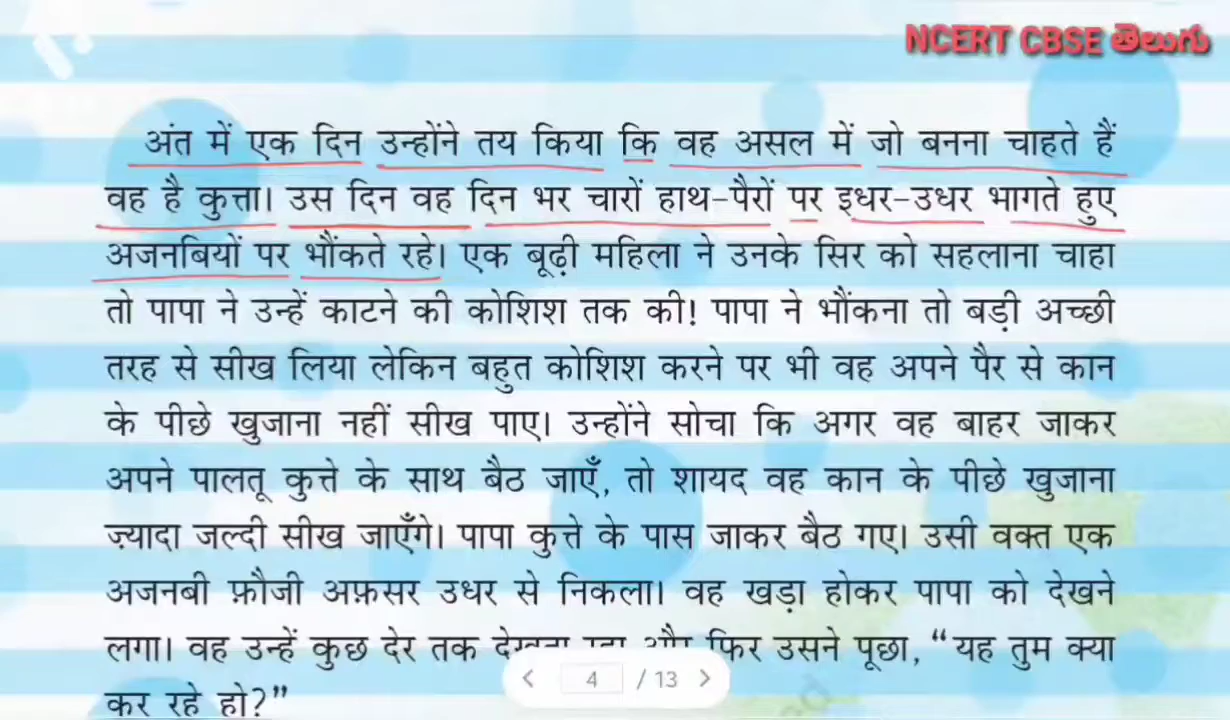 NCERT CBSE తెలుగు
अंत में एक दिन उन्होंने तय किया कि वह असल में जो बनना चाहते हैं
वह है कुत्ता। उस दिन वह दिन भर चारों हाथ-पैरों पर इधर-उधर भागते हुए
अजनबियों पर भौंकते रहे। एक बूढ़ी महिला ने उनके सिर को सहलाना चाहा
तो पापा ने उन्हें काटने की कोशिश तक की! पापा ने भौंकना तो बड़ी अच्छी
तरह से सीख लिया लेकिन बहुत कोशिश करने पर भी वह अपने पैर से कान
के पीछे खुजाना नहीं सीख पाए। उन्होंने सोचा कि अगर वह बाहर जाकर
अपने पालतू कुत्ते के साथ बैठ जाएँ, तो शायद वह कान के पीछे खुजाना
ज़्यादा जल्दी सीख जाएँगे। पापा कुत्ते के पास जाकर बैठ गए। उसी वक्त एक
अजनबी फ़ौजी अफ़सर उधर से निकला। वह खड़ा होकर पापा को देखने
लगा। वह उन्हें कुछ देर तक फिर उसने पूछा, “यह तुम क्या
कर रहे हो?”
4 / 13